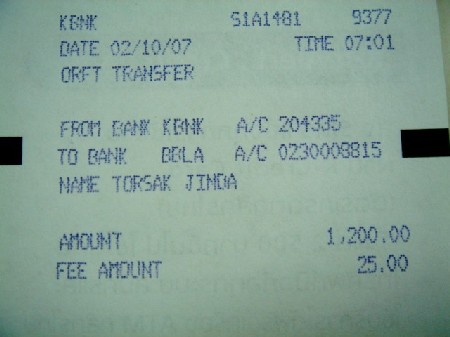 KBNK S1A1481 9377
DATE 02/10/07 TIME 07:01
ORFT TRANSFER
FROM BANK KBNK A/C 204335
TO BANK BBLA A/C 0230008815
NAME TORSAK JINDA
AMOUNT 1,200.00
FEE AMOUNT 25.00